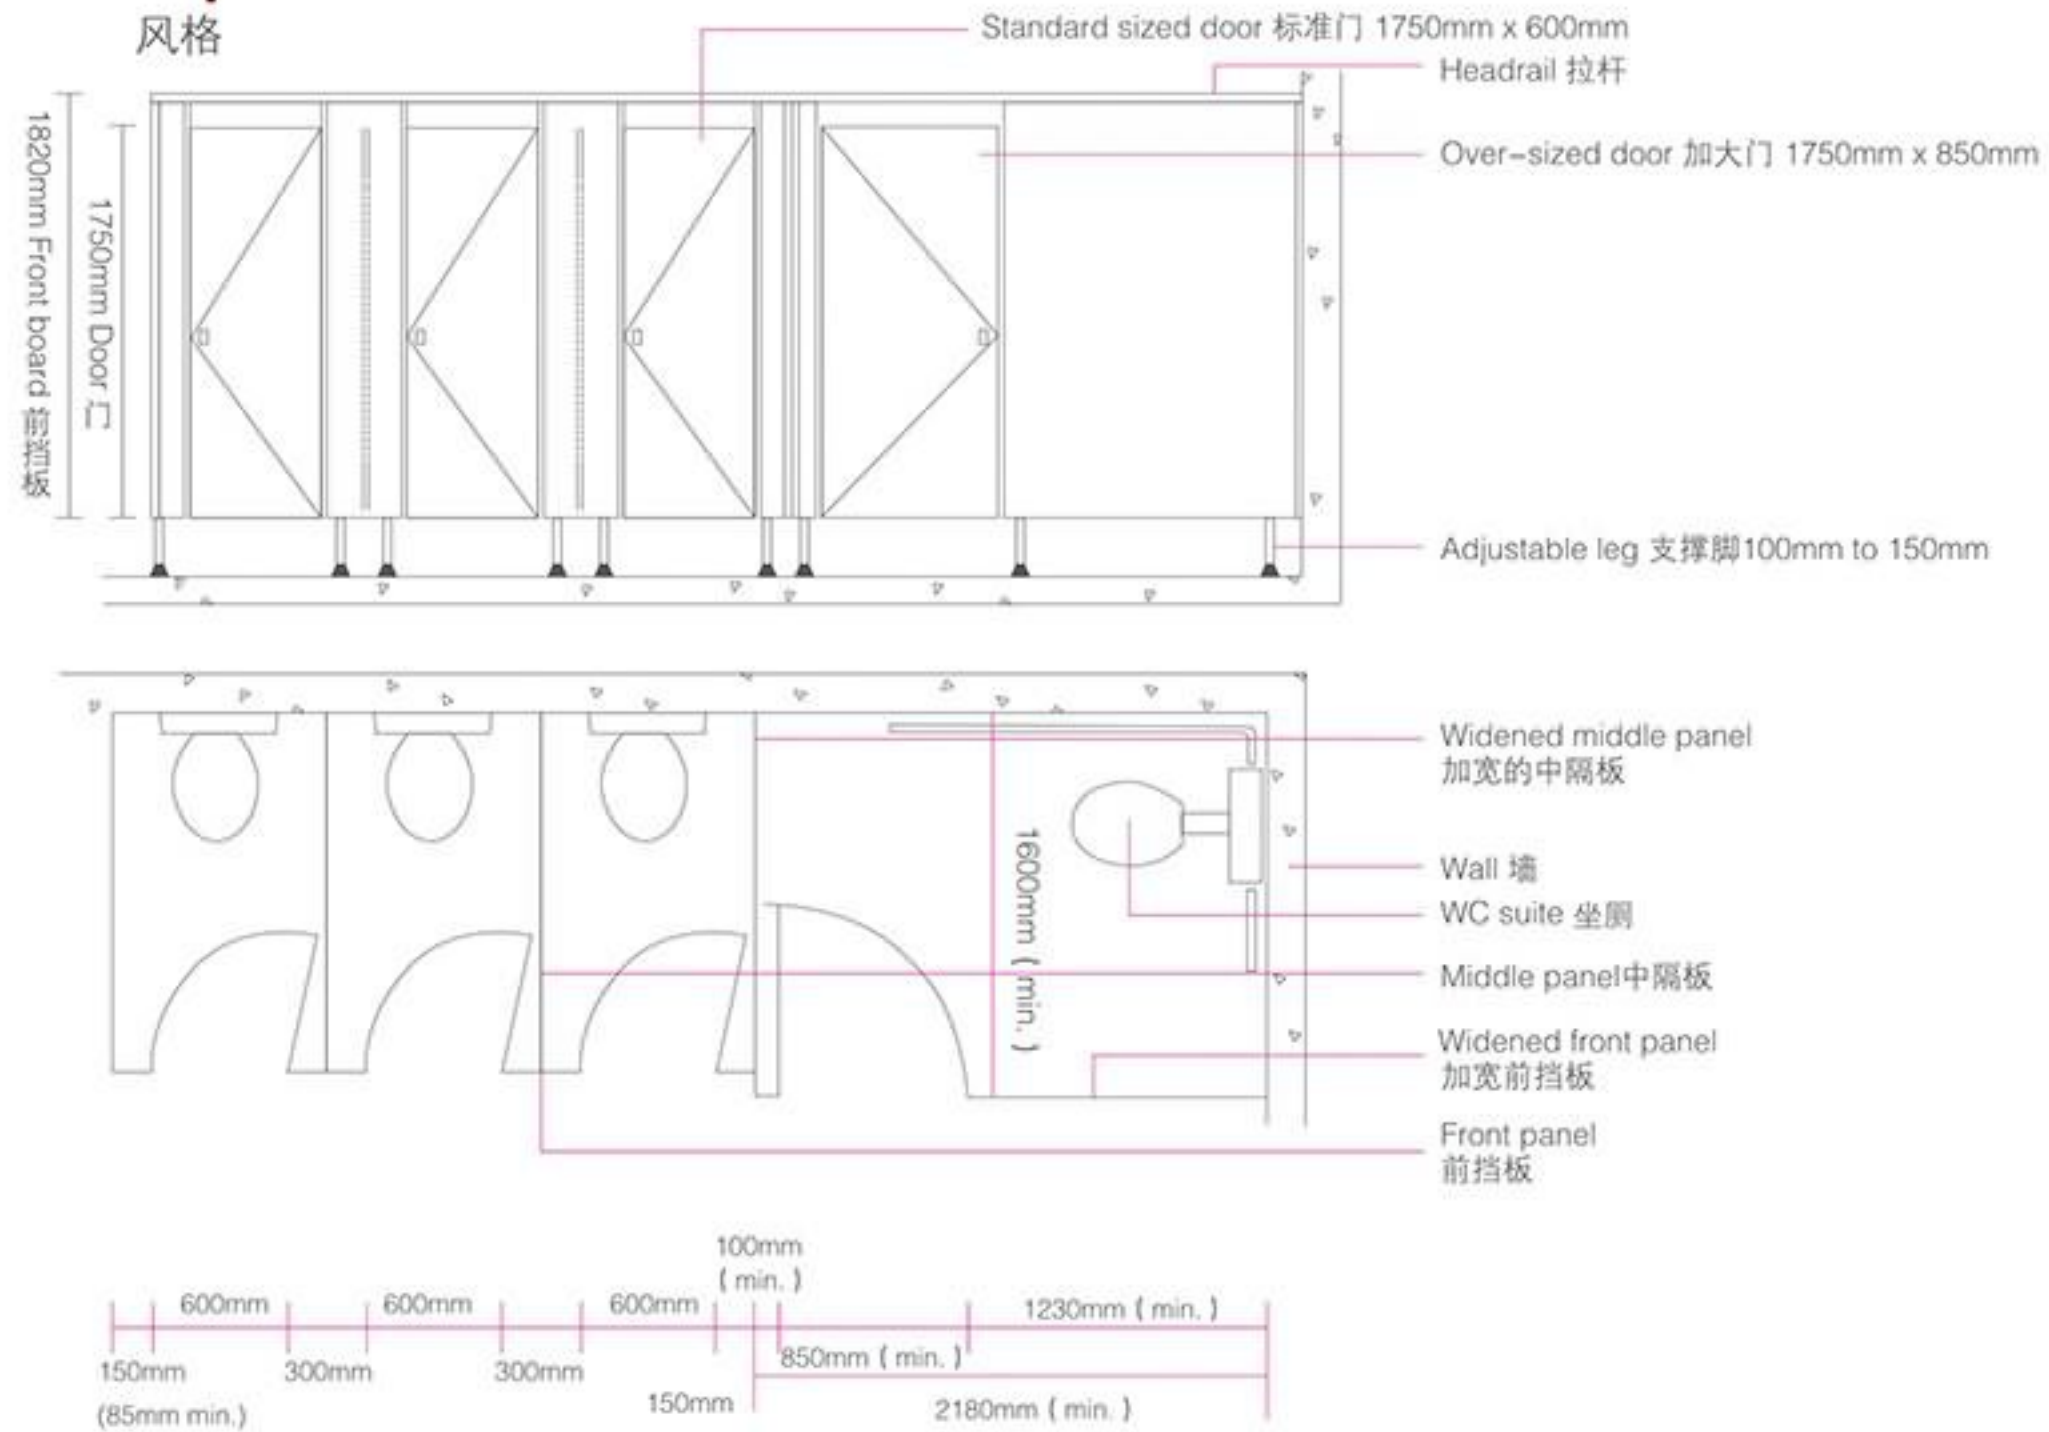 风格
Standard sized door 标准门 1750mm x 600mm
Headrail 拉杆
Over-sized door 加大门 1750mm x 850mm
1820mm Front board
1750mm Door 门
Adjustable leg 支撑脚100mm to 150mm
Widened middle panel
加宽的中隔板
1600mm ( min. )
Wall 墙
WC suite 坐厕
Middle panel中隔板
Widened front panel
加宽前挡板
Front panel
前挡板
100mm
( min. )
600mm
600mm
600mm
1230mm ( min. )
150mm
300mm
300mm
850mm ( min. )
(85mm min.)
150mm
2180mm ( min. )